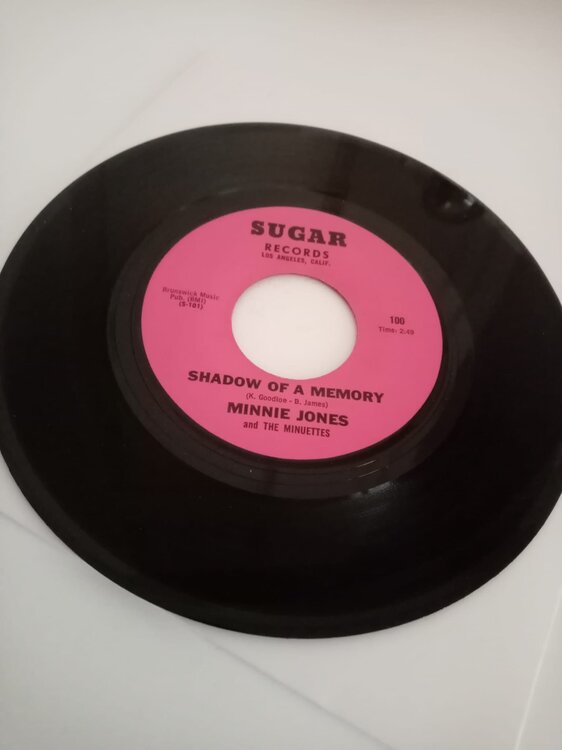 SUGAR
RECORDS
LOS ANGELES, CALIF.
Brunswick Music
Pub. (BMI)
(S-101)
100
Time: 2:40
SHADOW OF A MEMORY
(K. Goodloe - B. James)
MINNIE JONES
and THE MINUETTES